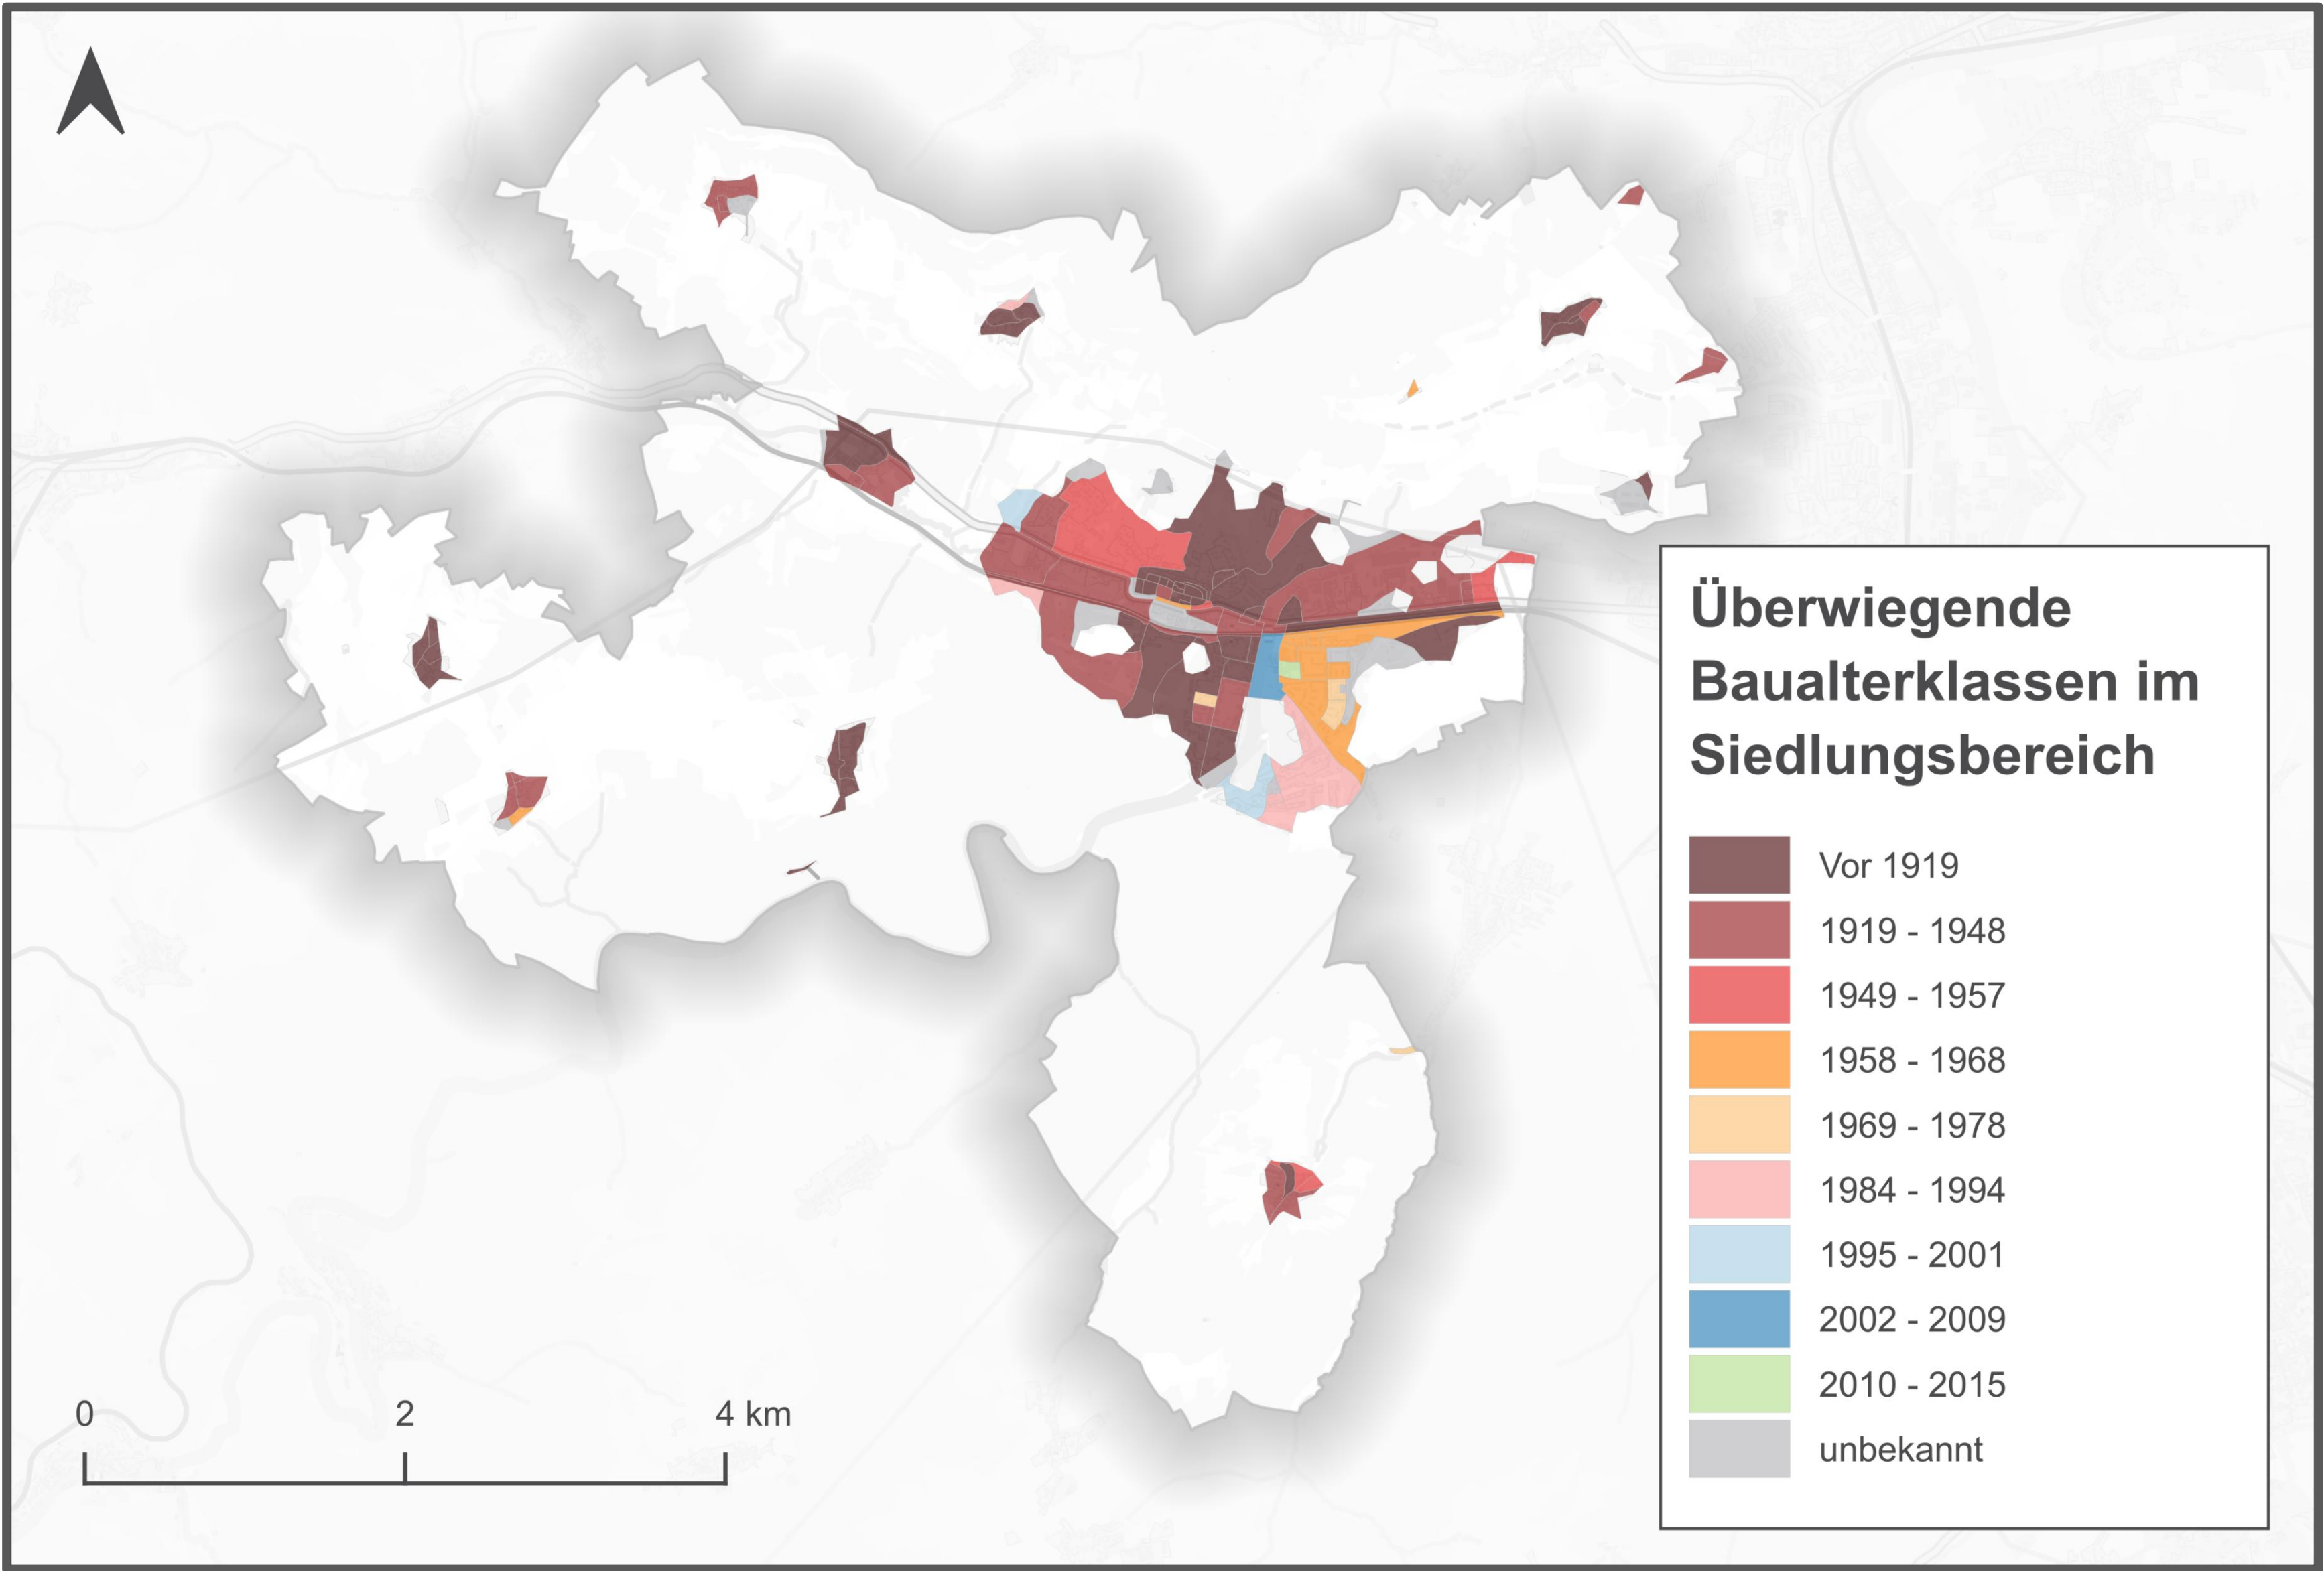 Überwiegende
Baualterklassen im
Siedlungsbereich
Vor 1919
1919 - 1948
1949 - 1957
1958 - 1968
1969 - 1978
1984 - 1994
1995 - 2001
2002 - 2009
2010 - 2015
unbekannt
0 2 4 km